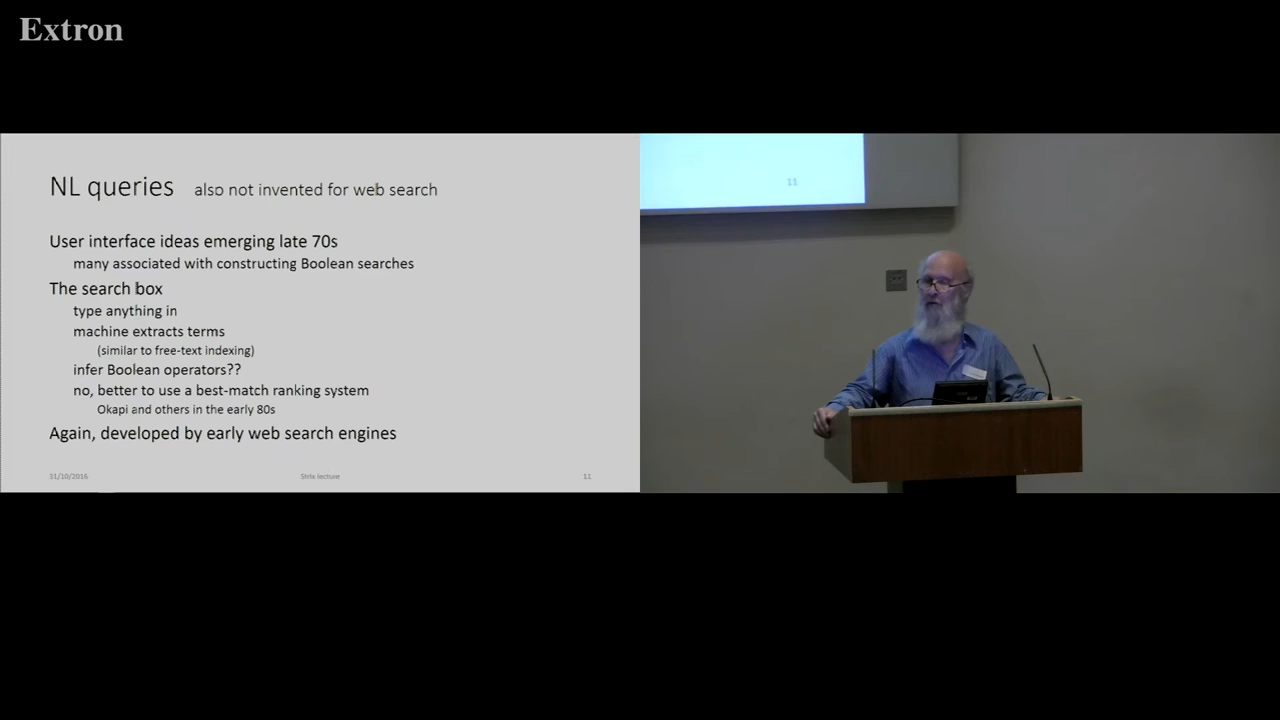 Extron
NL queries also not invented for web search
User interface ideas emerging late 70s
many associated with constructing Boolean searches
The search box
type anything in
machine extracts terms
(similar to free-text indexing)
infer Boolean operators??
no, better to use a best-match ranking system
Okapi and others in the early 80s
Again, developed by early web search engines
31/10/2016 Strix lecture 11
11